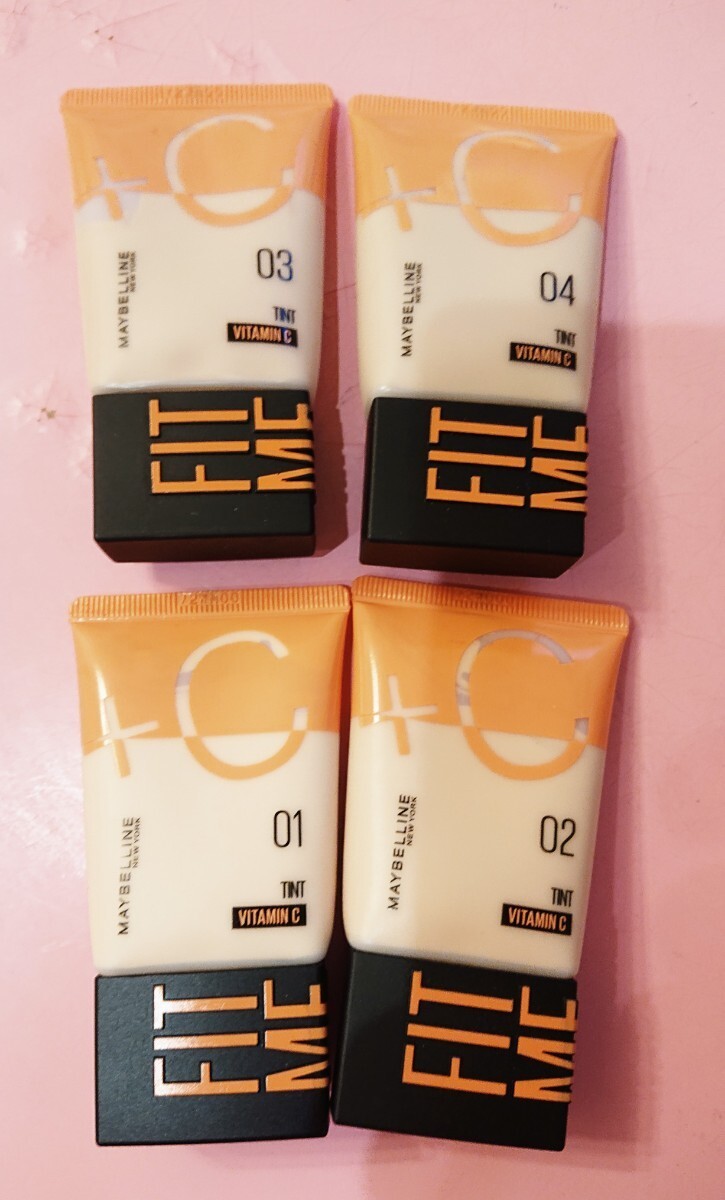 +C
03
MAYBELLINE
NEW YORK
TINT
VITAMIN C
FIT
ME
+C
04
MAYBELLINE
NEW YORK
TINT
VITAMIN C
FIT
ME
+C
01
MAYBELLINE
NEW YORK
TINT
VITAMIN C
FIT
ME
+C
02
MAYBELLINE
NEW YORK
TINT
VITAMIN C
FIT
ME